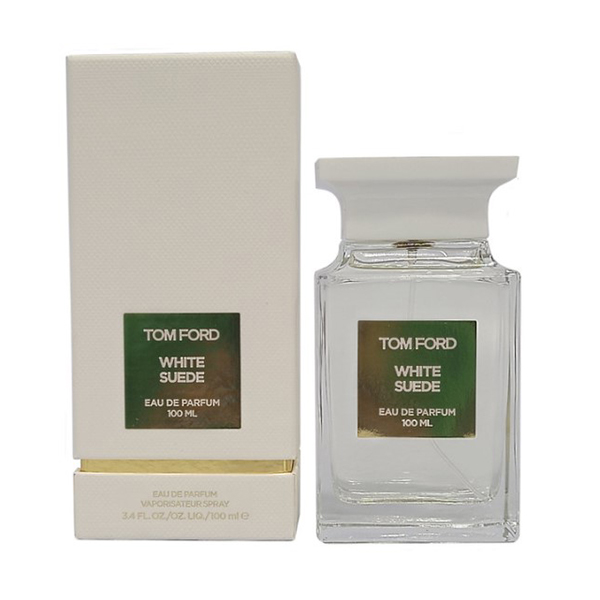 TOM FORD
WHITE
SUEDE
EAU DE PARFUM
100 ML
EAU DE PARFUM
VAPORISATEUR SPRAY
3.4 FL. OZ./OZ. LIQ./100 ml ℮
TOM FORD
WHITE
SUEDE
EAU DE PARFUM
100 ML